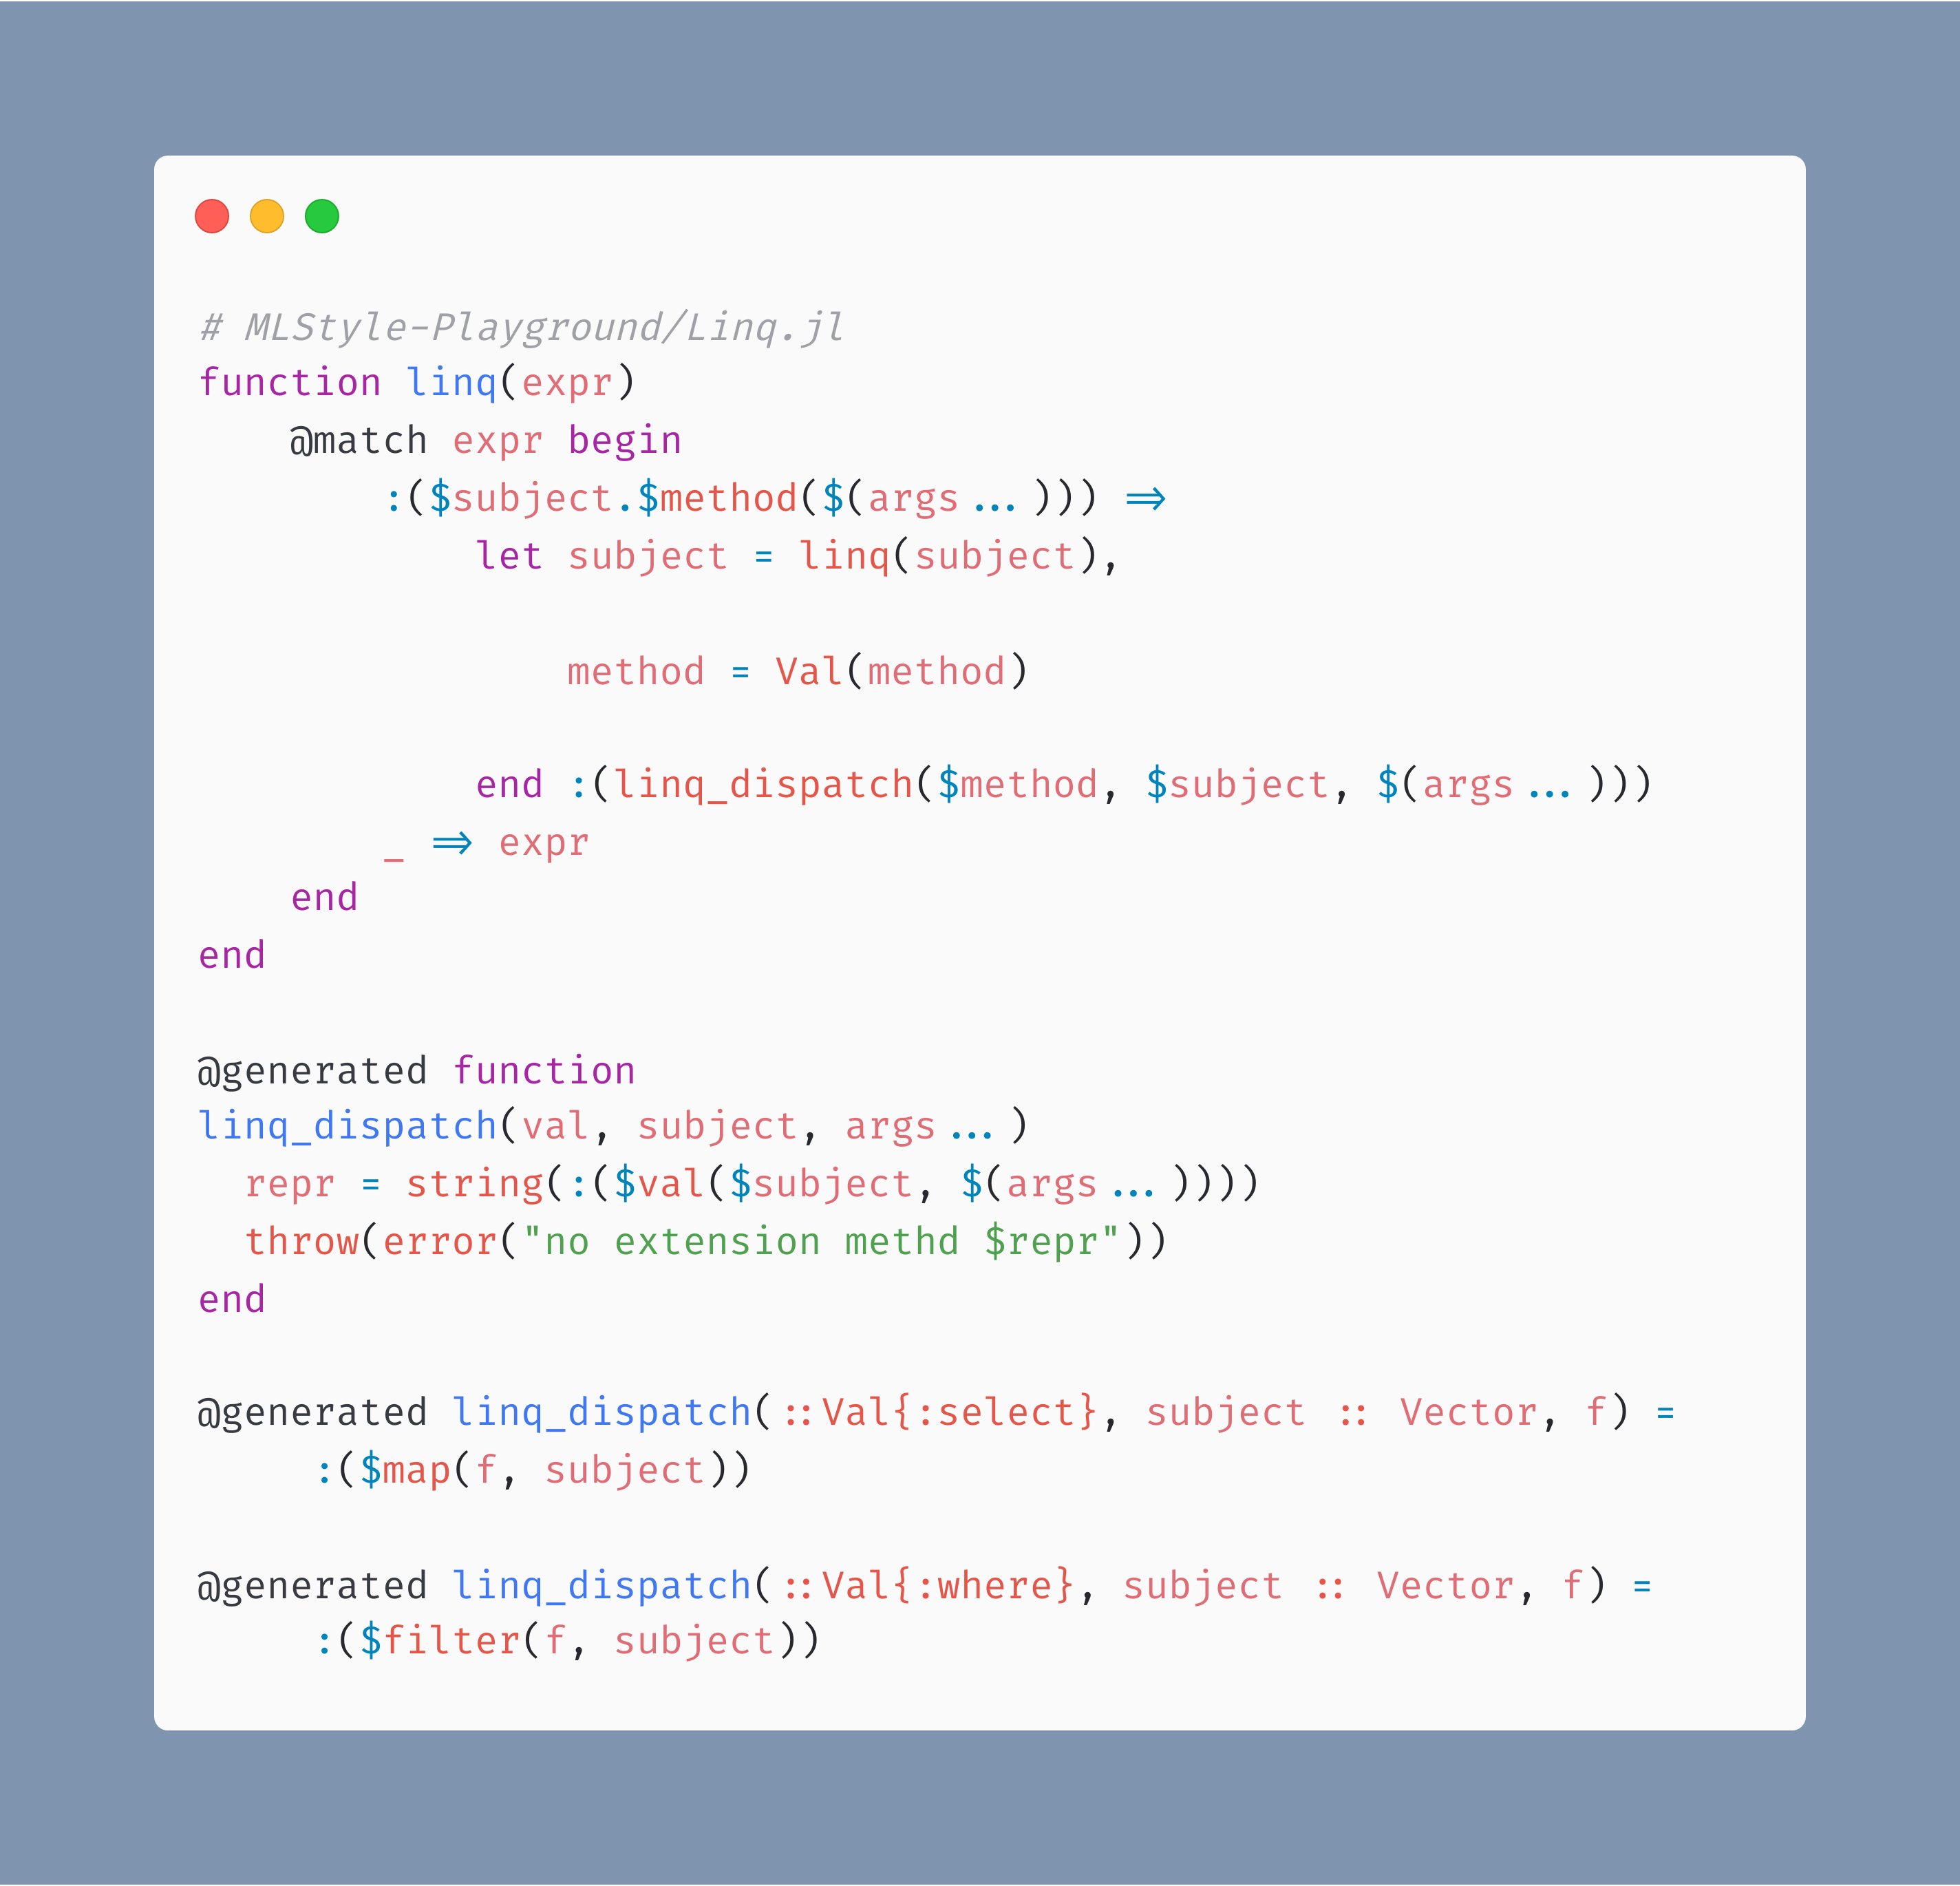 # MLStyle-Playground/Linq.jl
function linq(expr)
    @match expr begin
        :($subject.$method($(args...))) =>
            let subject = linq(subject),
                method = Val(method)
            end :(linq_dispatch($method, $subject, $(args...)))
        _ => expr
    end
end
@generated function
linq_dispatch(val, subject, args...)
  repr = string(:($val($subject, $(args...))))
  throw(error("no extension methd $repr"))
end
@generated linq_dispatch(::Val{:select}, subject :: Vector, f) =
     :($map(f, subject))
@generated linq_dispatch(::Val{:where}, subject :: Vector, f) =
     :($filter(f, subject))